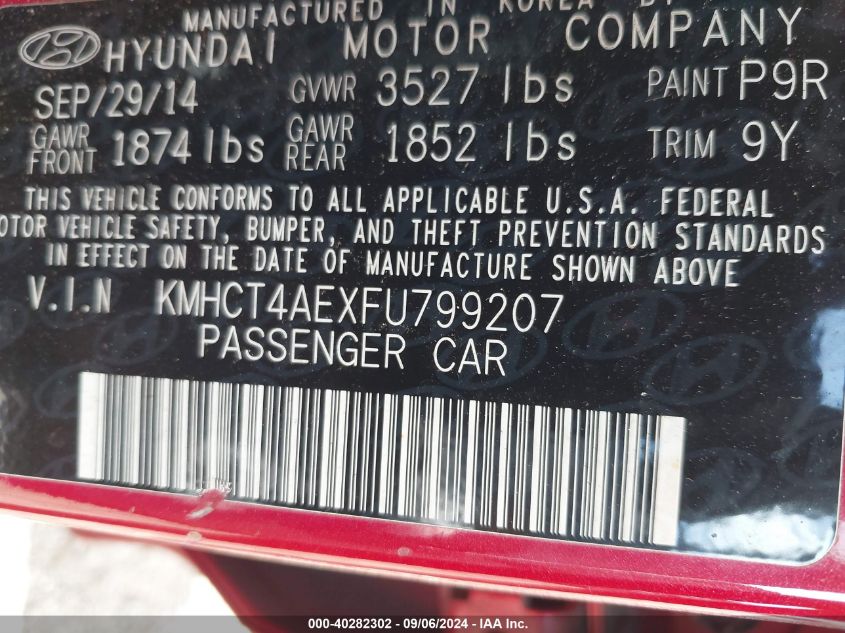 MANUFACTURED IN KOREA BY
HYUNDAI MOTOR COMPANY
SEP/29/14 GVWR 3527 lbs PAINT P9R
GAWR FRONT 1874 lbs GAWR REAR 1852 lbs TRIM 9Y
THIS VEHICLE CONFORMS TO ALL APPLICABLE U.S.A. FEDERAL
OTOR VEHICLE SAFETY, BUMPER, AND THEFT PREVENTION STANDARDS
IN EFFECT ON THE DATE OF MANUFACTURE SHOWN ABOVE
V.I.N KMHCT4AEXFU799207
PASSENGER CAR
000-40282302 - 09/06/2024 - IAA Inc.